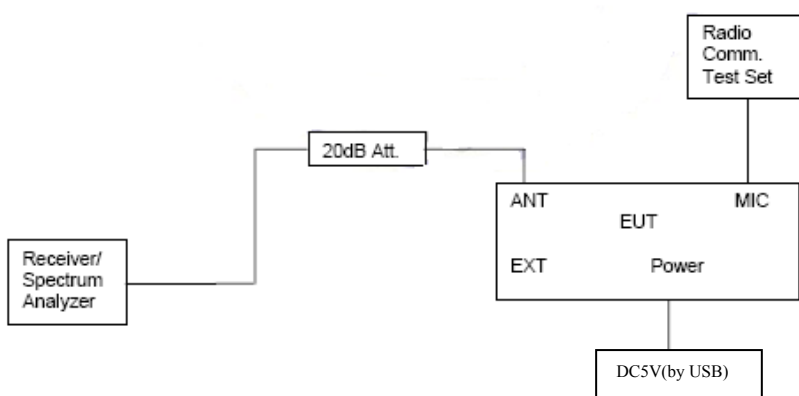 Radio
Comm.
Test Set
20dB Att.
ANT
MIC
EUT
Receiver/
Spectrum
Analyzer
EXT
Power
DC5V(by USB)